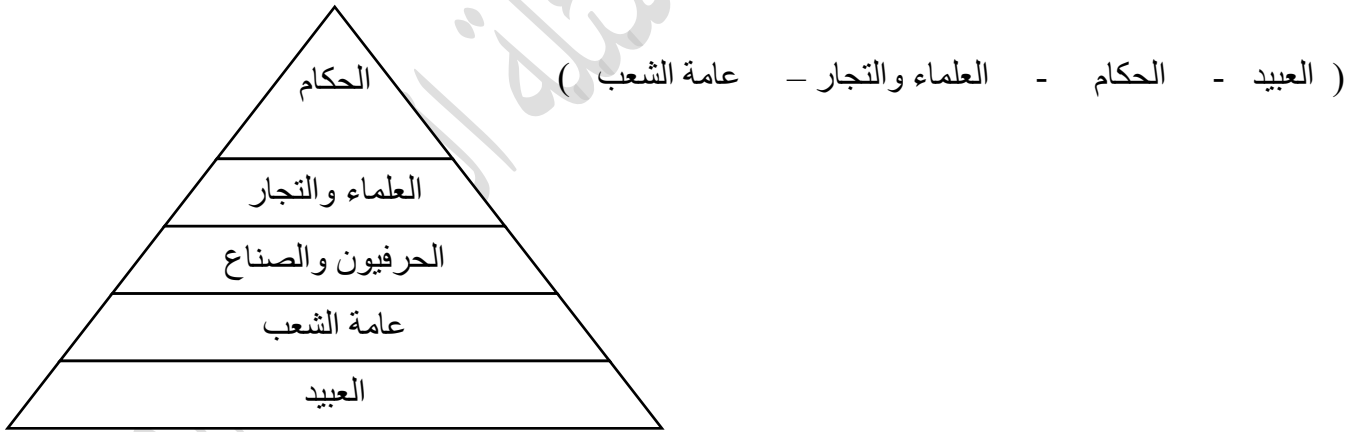 ( العبيد - الحكام - العلماء والتجار – عامة الشعب )
الحكام
العلماء والتجار
الحرفيون والصناع
عامة الشعب
العبيد